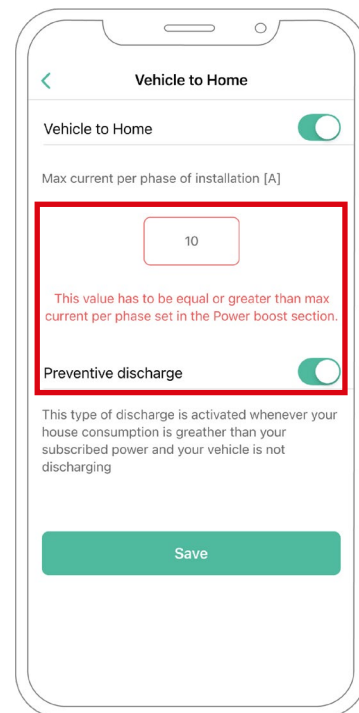 Vehicle to Home
Vehicle to Home
Max current per phase of installation [A]
10
This value has to be equal or greater than max
current per phase set in the Power boost section.
Preventive discharge
This type of discharge is activated whenever your
house consumption is greather than your
subscribed power and your vehicle is not
discharging
Save